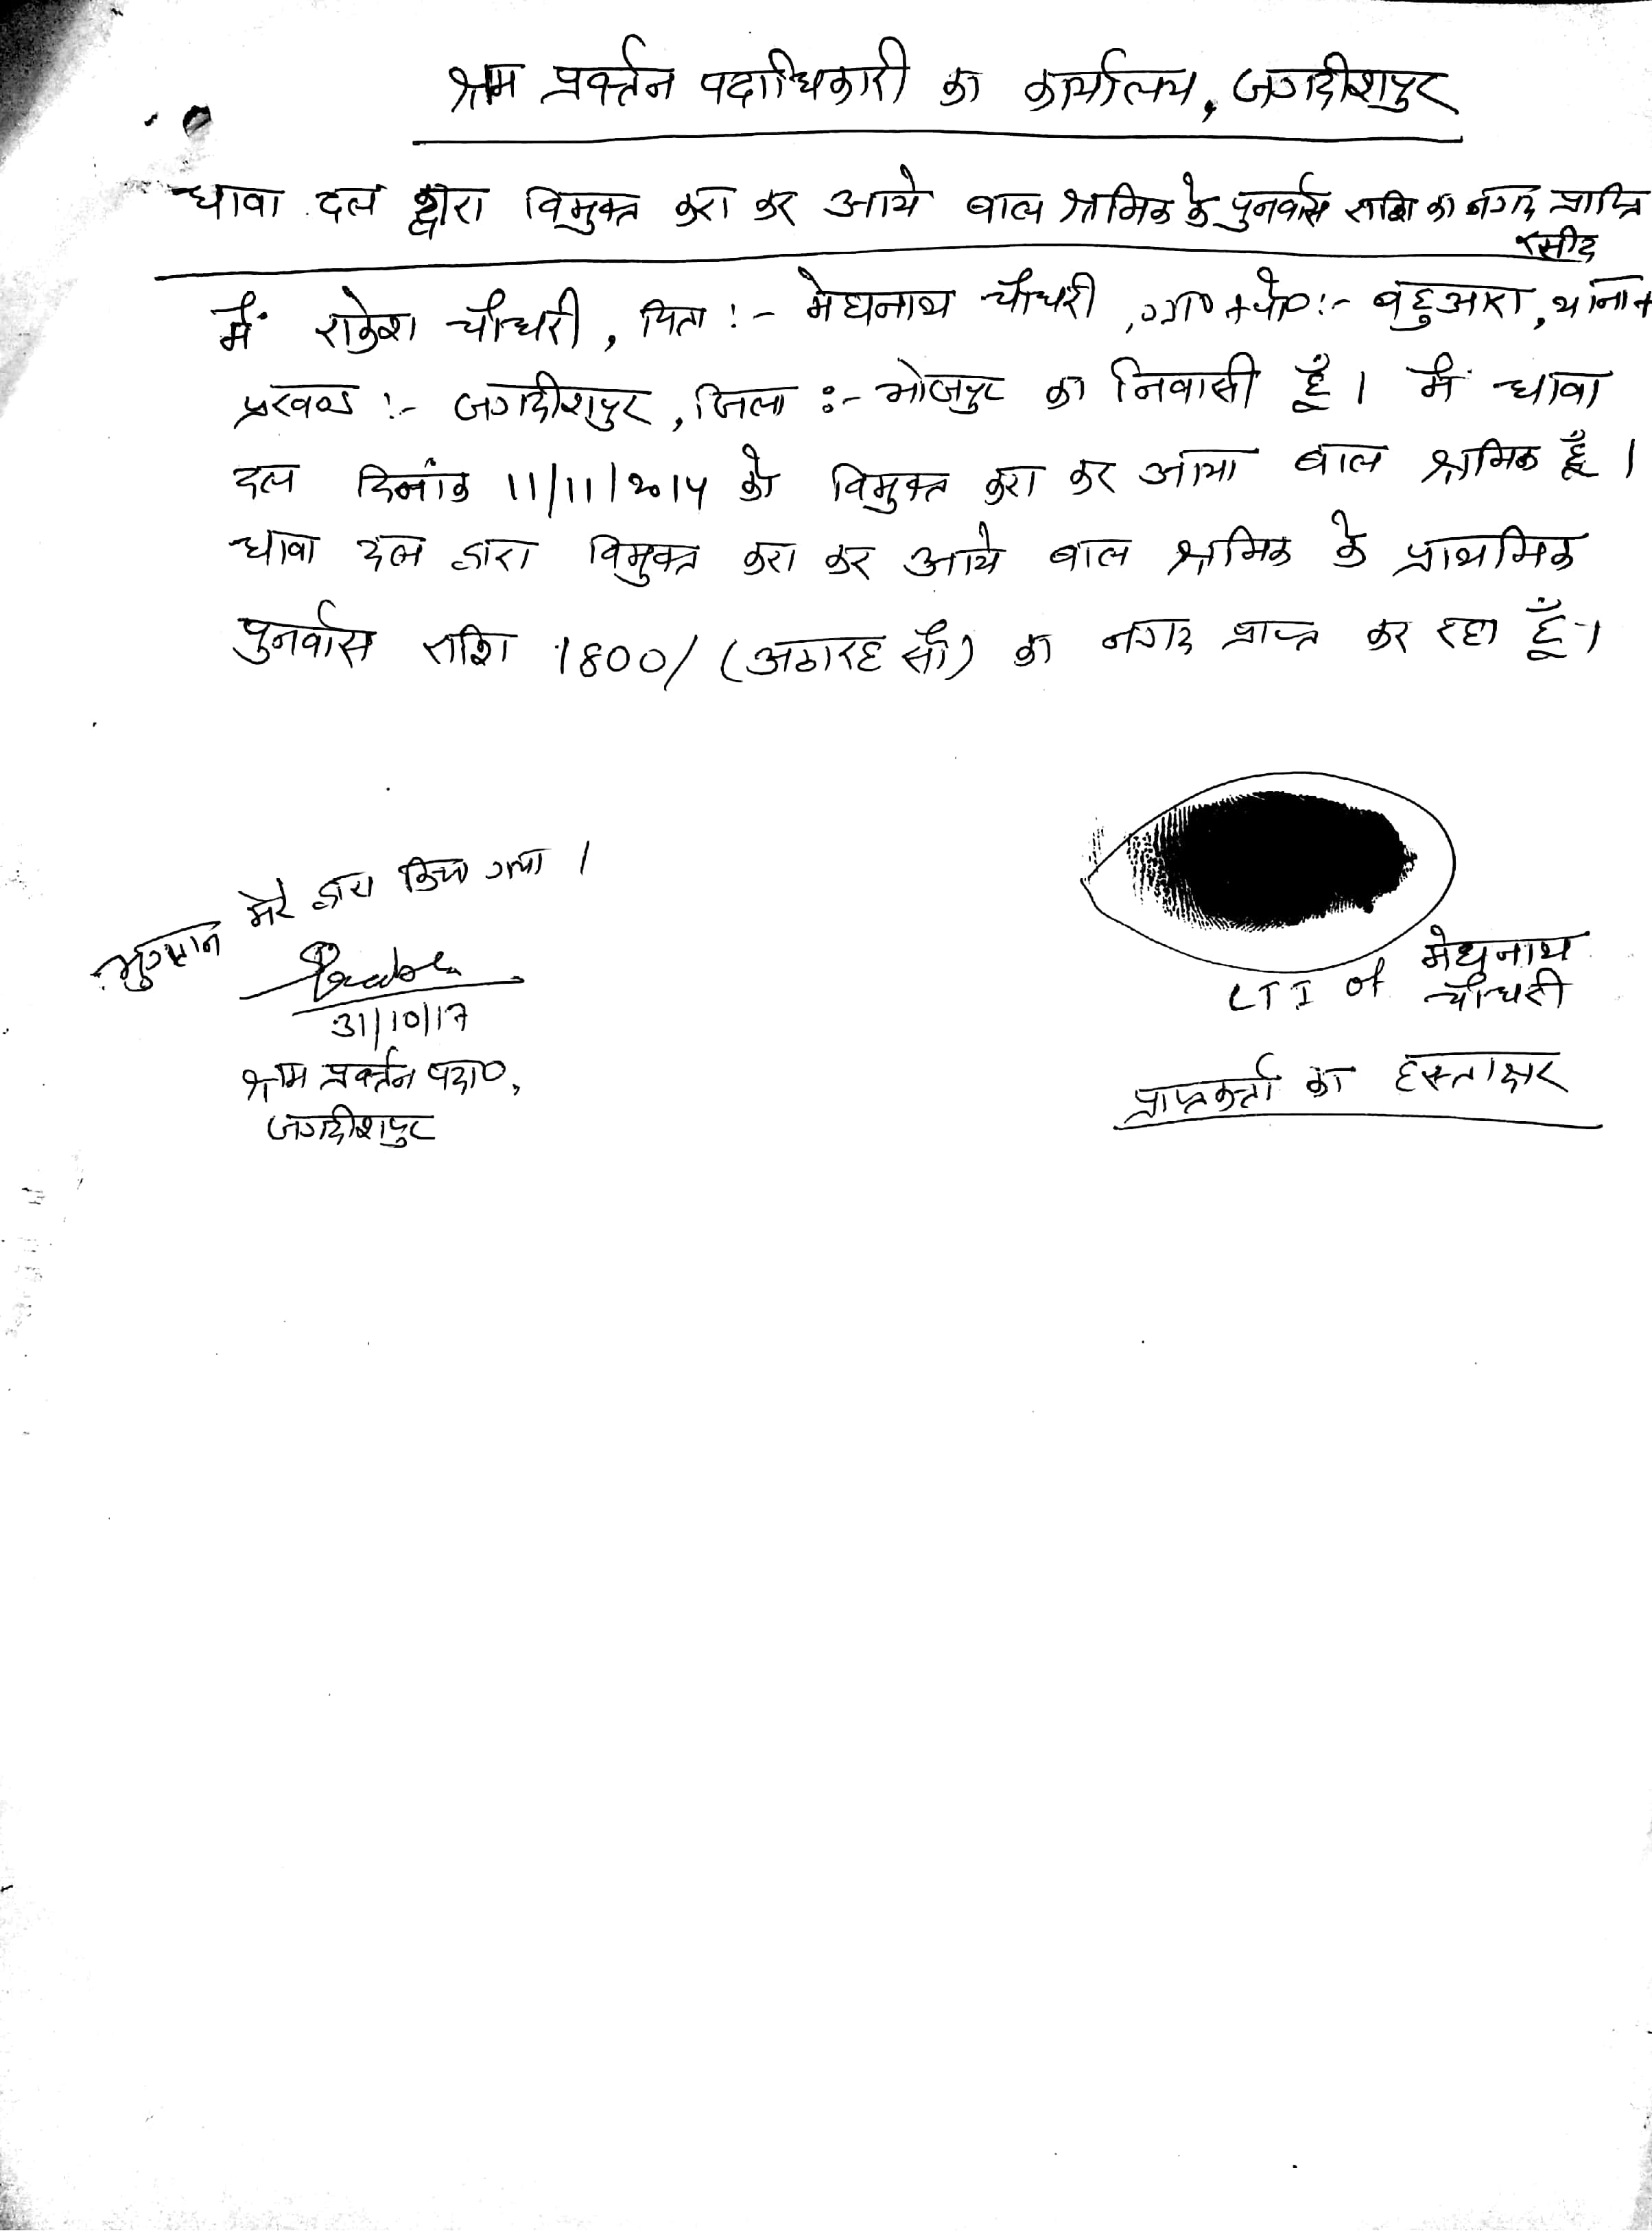 श्रम प्रवर्तन पदाधिकारी का कार्यालय, जगदीशपुर
धावा दल द्वारा विमुक्त करा कर आये बाल श्रमिक के पुनर्वास राशि का नगद प्राप्ति
रसीद
मैं राकेश चौधरी, पिता :- मेघनाथ चौधरी, ग्रा०+पो० :- बहुआरा, थाना+
प्रखण्ड :- जगदीशपुर, जिला :- भोजपुर का निवासी हूँ। मैं धावा
दल दिनांक 11/11/2014 को विमुक्त करा कर आया बाल श्रमिक हूँ।
धावा दल द्वारा विमुक्त करा कर आये बाल श्रमिक के प्राथमिक
पुनर्वास राशि 1800/ (अठारह सौ) का नगद प्राप्त कर रहा हूँ।
भुगतान मेरे द्वारा किया गया।
31/10/17
श्रम प्रवर्तन पदा०,
जगदीशपुर
LTI of मेघनाथ
चौधरी
प्राप्तकर्ता का हस्ताक्षर